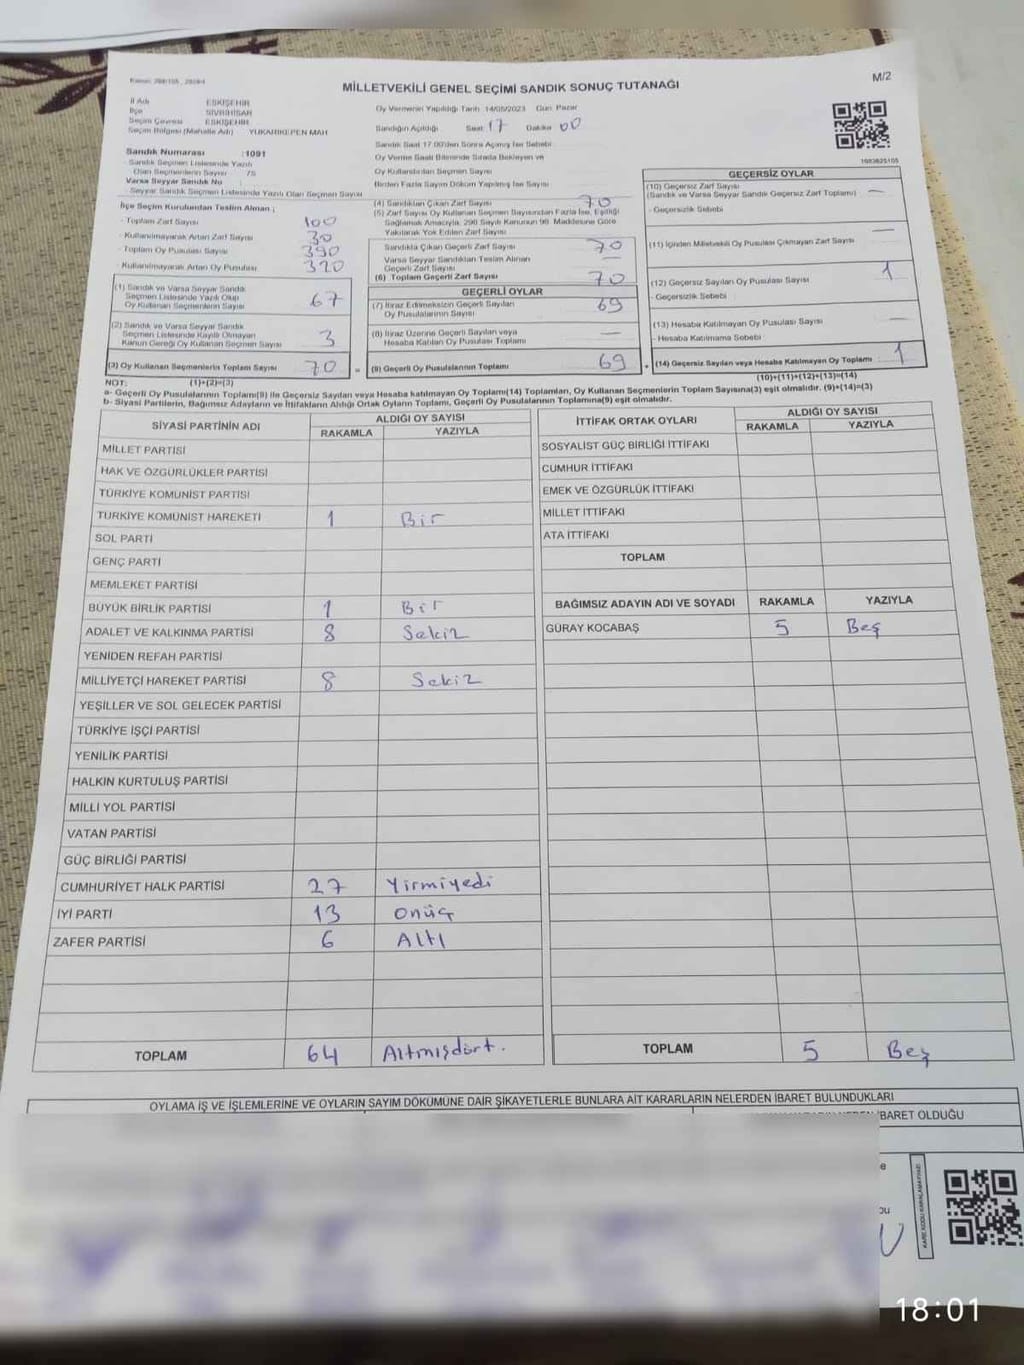 MİLLETVEKİLİ GENEL SEÇİMİ SANDIK SONUÇ TUTANAĞI
M/2
İl Adı ESKİŞEHİR
İlçe SİVRİHİSAR
Seçim Çevresi ESKİŞEHİR
Seçim Bölgesi (Mahalle Adı) YUKARIKEPEN MAH
Oy Vermenin Yapıldığı Tarih 14/05/2023 Gün Pazar
Sandığın Açıldığı Saat 17 Dakika 00
Sandık Saat 17.00'den Sonra Açılmış İse Sebebi
Oy Verme Saati Bitiminde Sırada Bekleyen ve
Oy Kullandırılan Seçmen Sayısı
Birden Fazla Sayım Döküm Yapılmış İse Sayısı
1083825105
Sandık Numarası :1091
Sandık Seçmen Listesinde Yazılı
Olan Seçmenlerin Sayısı 75
Varsa Seyyar Sandık No :
Seyyar Sandık Seçmen Listesinde Yazılı Olan Seçmen Sayısı
İlçe Seçim Kurulundan Teslim Alınan ;
- Toplam Zarf Sayısı 100
- Kullanılmayarak Artan Zarf Sayısı 30
- Toplam Oy Pusulası Sayısı 390
- Kullanılmayarak Artan Oy Pusulası 320
(1) Sandık ve Varsa Seyyar Sandık
Seçmen Listesinde Yazılı Olup
Oy Kullanan Seçmenlerin Sayısı 67
(2) Sandık ve Varsa Seyyar Sandık
Seçmen Listesinde Kayıtlı Olmayan
Kanun Gereği Oy Kullanan Seçmen Sayısı 3
(3) Oy Kullanan Seçmenlerin Toplam Sayısı 70
(4) Sandıktan Çıkan Zarf Sayısı 70
(5) Zarf Sayısı Oy Kullanan Seçmen Sayısından Fazla İse, Eşitliği
Sağlamak Amacıyla, 298 Sayılı Kanunun 98. Maddesine Göre
Yakılarak Yok Edilen Zarf Sayısı
Sandıkta Çıkan Geçerli Zarf Sayısı 70
Varsa Seyyar Sandıktan Teslim Alınan
Geçerli Zarf Sayısı —
(6) Toplam Geçerli Zarf Sayısı 70
GEÇERLİ OYLAR
(7) İtiraz Edilmeksizin Geçerli Sayılan
Oy Pusulalarının Sayısı 69
(8) İtiraz Üzerine Geçerli Sayılan veya
Hesaba Katılan Oy Pusulası Toplamı —
= (9) Geçerli Oy Pusulalarının Toplamı 69
GEÇERSİZ OYLAR
(10) Geçersiz Zarf Sayısı
(Sandık ve Varsa Seyyar Sandık Geçersiz Zarf Toplamı) —
- Geçersizlik Sebebi
(11) İçinden Milletvekili Oy Pusulası Çıkmayan Zarf Sayısı —
(12) Geçersiz Sayılan Oy Pusulası Sayısı 1
- Geçersizlik Sebebi
(13) Hesaba Katılmayan Oy Pusulası Sayısı —
- Hesaba Katılmama Sebebi
+ (14) Geçersiz Sayılan veya Hesaba Katılmayan Oy Toplamı 1
NOT: (1)+(2)=(3) (10)+(11)+(12)+(13)=(14)
a- Geçerli Oy Pusulalarının Toplamı(9) ile Geçersiz Sayılan veya Hesaba katılmayan Oy Toplamı(14) Toplamları, Oy Kullanan Seçmenlerin Toplam Sayısına(3) eşit olmalıdır. (9)+(14)=(3)
b- Siyasi Partilerin, Bağımsız Adayların ve İttifakların Aldığı Ortak Oyların Toplamı, Geçerli Oy Pusulalarının Toplamına(9) eşit olmalıdır.
SİYASİ PARTİNİN ADI ALDIĞI OY SAYISI
RAKAMLA YAZIYLA
MİLLET PARTİSİ
HAK VE ÖZGÜRLÜKLER PARTİSİ
TÜRKİYE KOMÜNİST PARTİSİ
TÜRKİYE KOMÜNİST HAREKETİ 1 Bir
SOL PARTİ
GENÇ PARTİ
MEMLEKET PARTİSİ
BÜYÜK BİRLİK PARTİSİ 1 Bir
ADALET VE KALKINMA PARTİSİ 8 Sekiz
YENİDEN REFAH PARTİSİ
MİLLİYETÇİ HAREKET PARTİSİ 8 Sekiz
YEŞİLLER VE SOL GELECEK PARTİSİ
TÜRKİYE İŞÇİ PARTİSİ
YENİLİK PARTİSİ
HALKIN KURTULUŞ PARTİSİ
MİLLİ YOL PARTİSİ
VATAN PARTİSİ
GÜÇ BİRLİĞİ PARTİSİ
CUMHURİYET HALK PARTİSİ 27 Yirmiyedi
İYİ PARTİ 13 Onüç
ZAFER PARTİSİ 6 Altı
TOPLAM 64 Altmışdört.
İTTİFAK ORTAK OYLARI ALDIĞI OY SAYISI
RAKAMLA YAZIYLA
SOSYALİST GÜÇ BİRLİĞİ İTTİFAKI
CUMHUR İTTİFAKI
EMEK VE ÖZGÜRLÜK İTTİFAKI
MİLLET İTTİFAKI
ATA İTTİFAKI
TOPLAM
BAĞIMSIZ ADAYIN ADI VE SOYADI RAKAMLA YAZIYLA
GÜRAY KOCABAŞ 5 Beş
TOPLAM 5 Beş
OYLAMA İŞ VE İŞLEMLERİNE VE OYLARIN SAYIM DÖKÜMÜNE DAİR ŞİKAYETLERLE BUNLARA AİT KARARLARIN NELERDEN İBARET BULUNDUKLARI
İBARET OLDUĞU
18:01